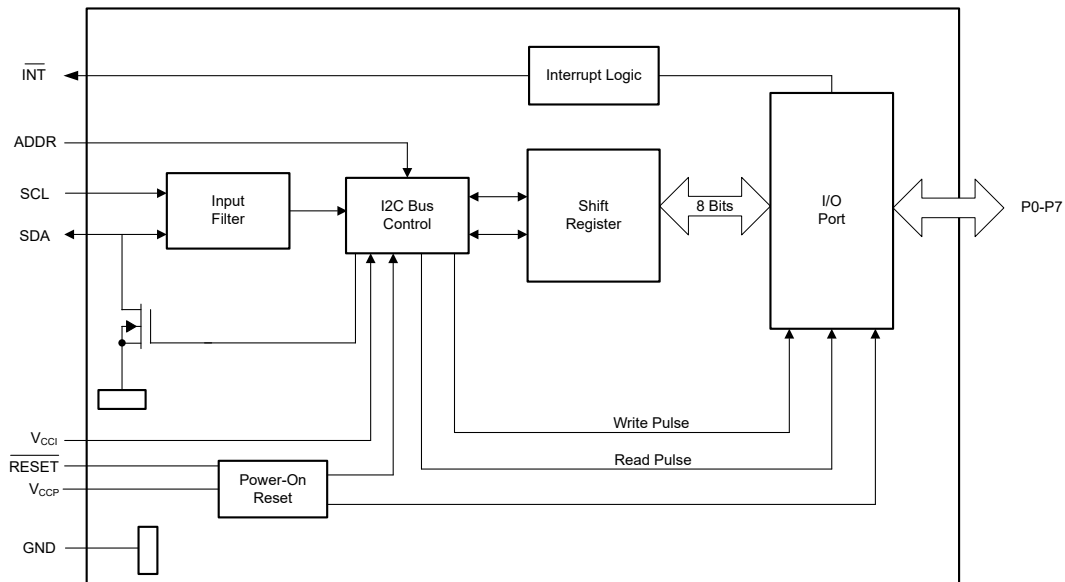 INT
Interrupt Logic
ADDR
SCL
SDA
Input
Filter
I2C Bus
Control
Shift
Register
8 Bits
I/O
Port
P0-P7
Write Pulse
Read Pulse
VCCI
RESET
VCCP
Power-On
Reset
GND